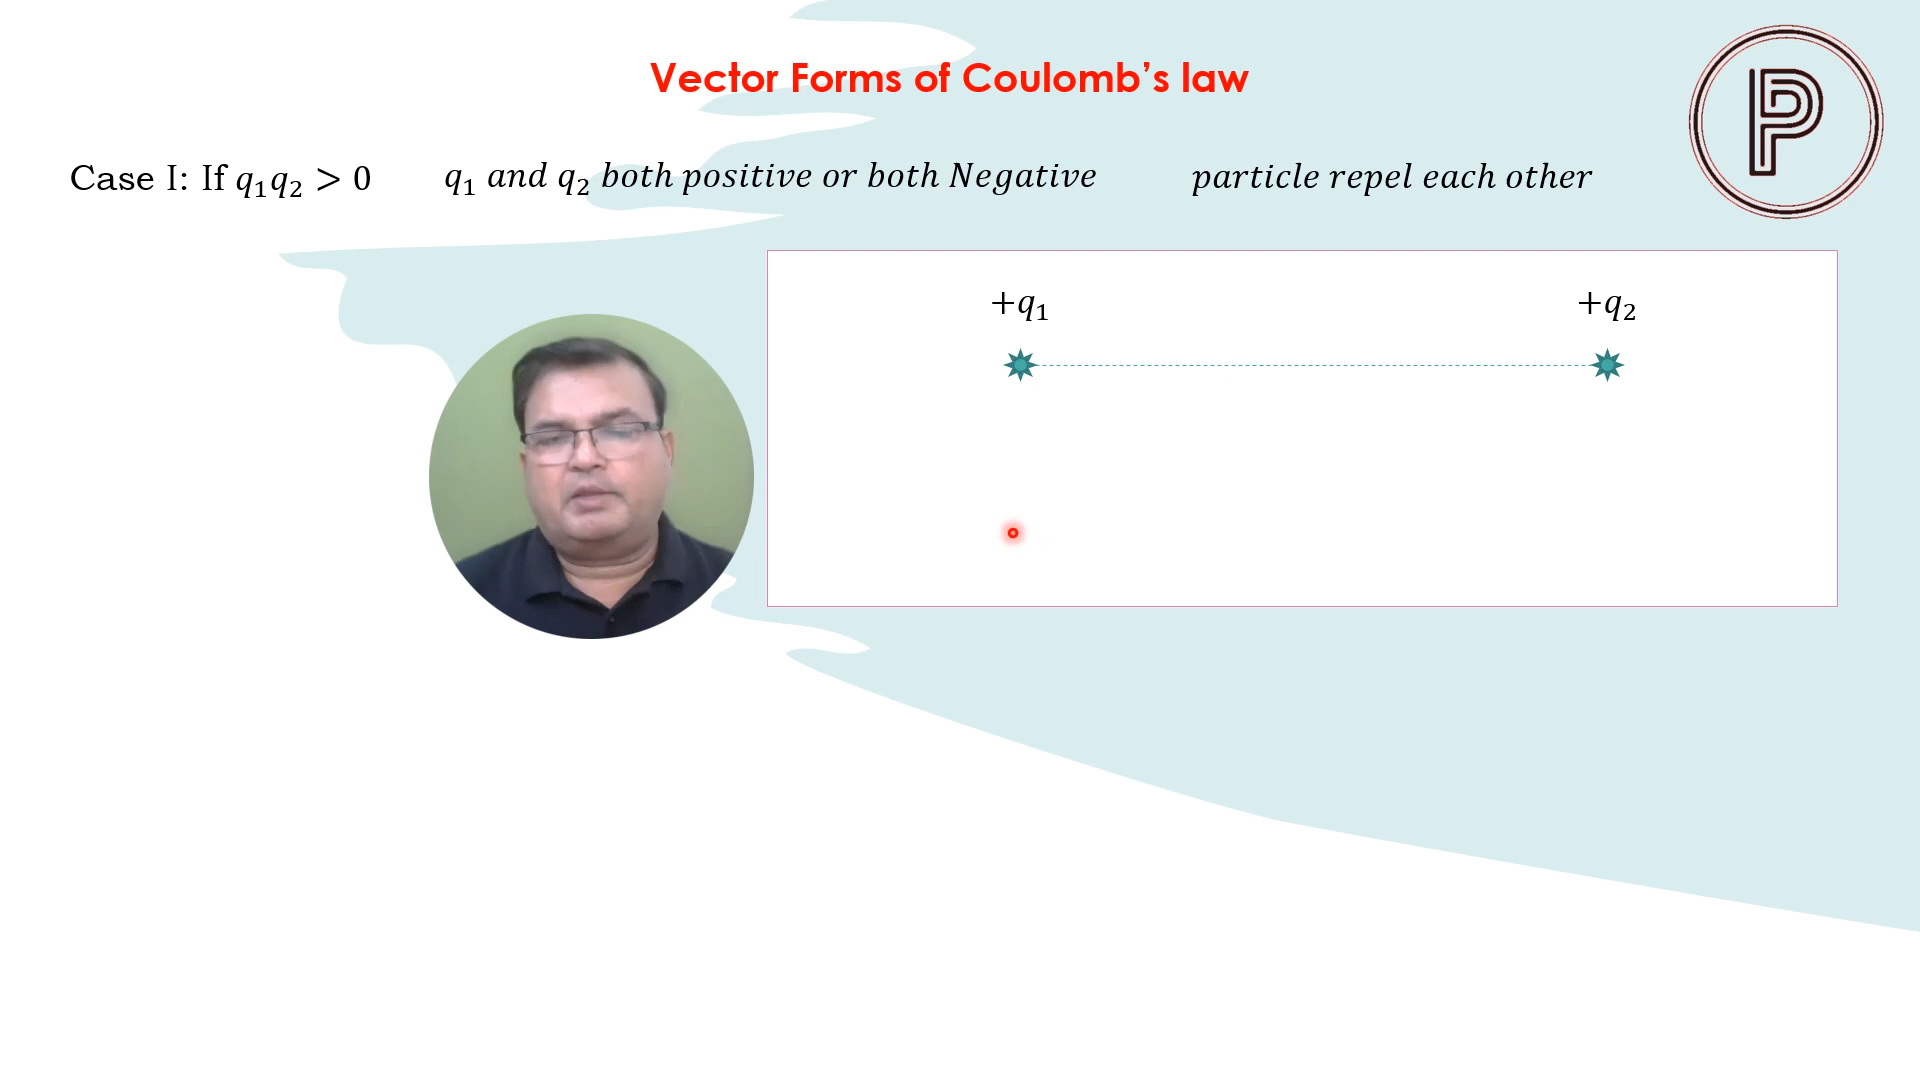 Vector Forms of Coulomb’s law
Case I: If q₁q₂ > 0 q₁ and q₂ both positive or both Negative particle repel each other
+q₁ +q₂
P